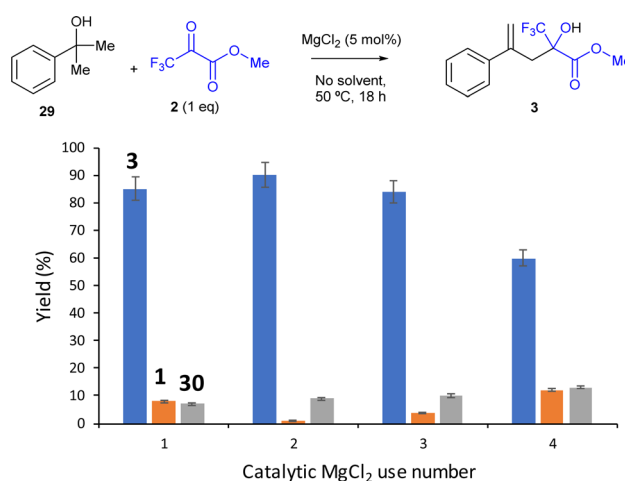 OH
Me
Me
29
+
O
F₃C
O
O
Me
2 (1 eq)
MgCl₂ (5 mol%)
No solvent,
50 ºC, 18 h
F₃C OH
O
Me
O
3
100
90
80
70
60
50
40
30
20
10
0
Yield (%)
3
1
30
1 2 3 4
Catalytic MgCl₂ use number